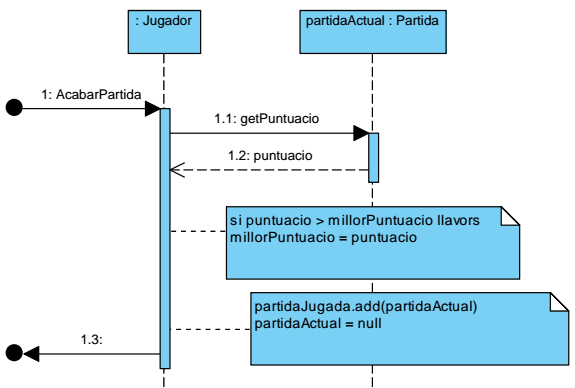 : Jugador
partidaActual : Partida
1: AcabarPartida
1.1: getPuntuacio
1.2: puntuacio
si puntuacio > millorPuntuacio llavors
millorPuntuacio = puntuacio
partidaJugada.add(partidaActual)
partidaActual = null
1.3: